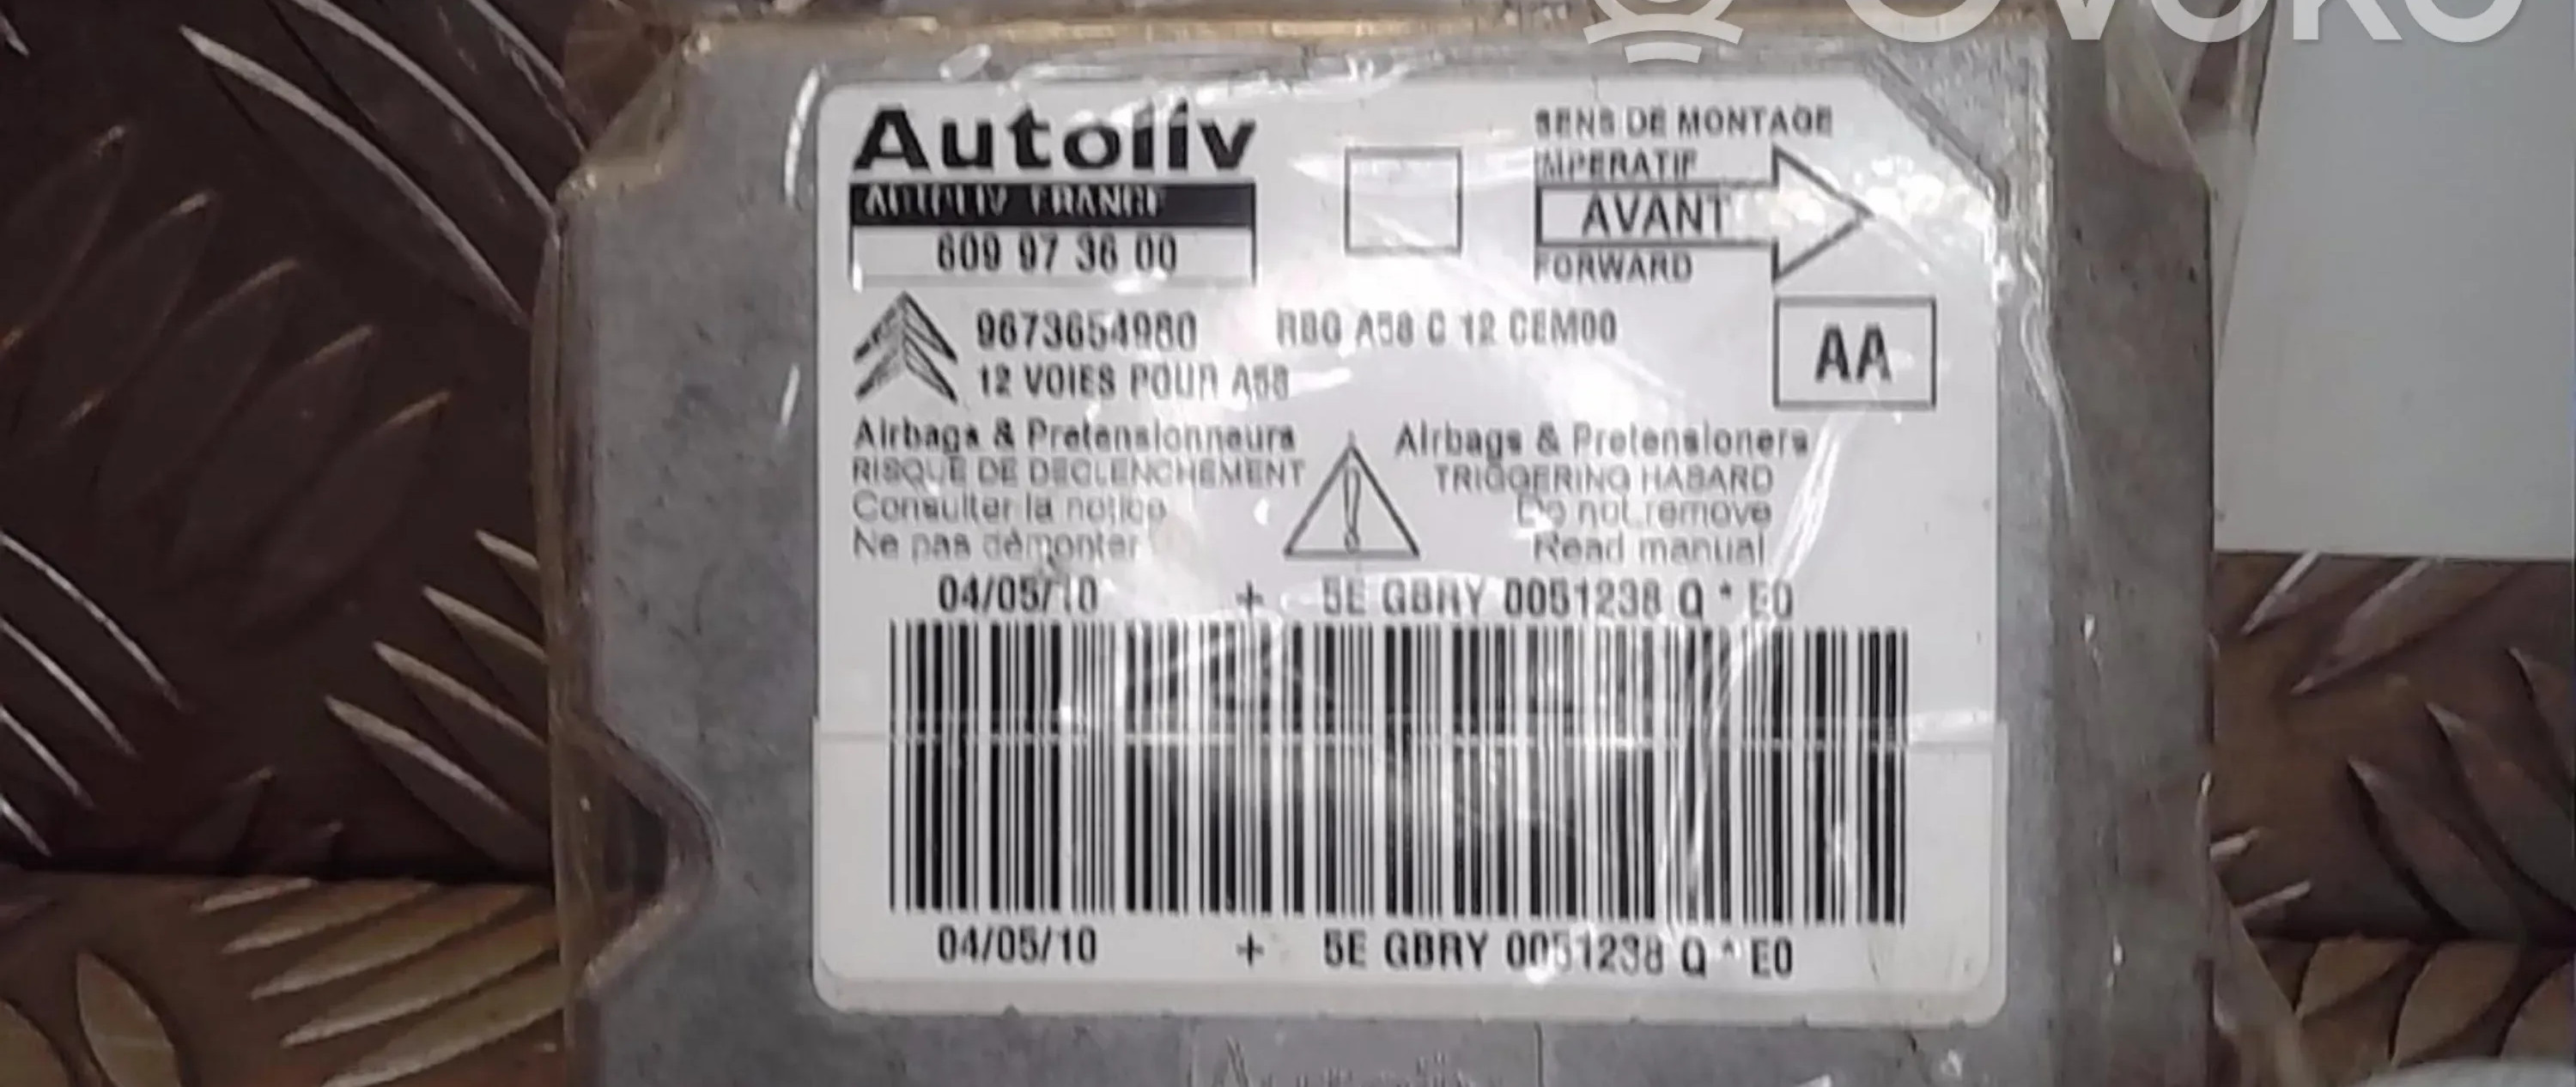 OVOKO
Autoliv
AUTOLIV FRANCE
609 97 36 00
SENS DE MONTAGE
IMPERATIF
AVANT
FORWARD
9673654980 RBG A58 C 12 CEM00
12 VOIES POUR A58
AA
Airbags & Pretensionneurs
RISQUE DE DECLENCHEMENT
Consulter la notice
Ne pas démonter
Airbags & Pretensioners
TRIGGERING HASARD
Do not remove
Read manual
04/05/10 + 5E GBRY 0051238 Q * E0
04/05/10 + 5E GBRY 0051238 Q * E0